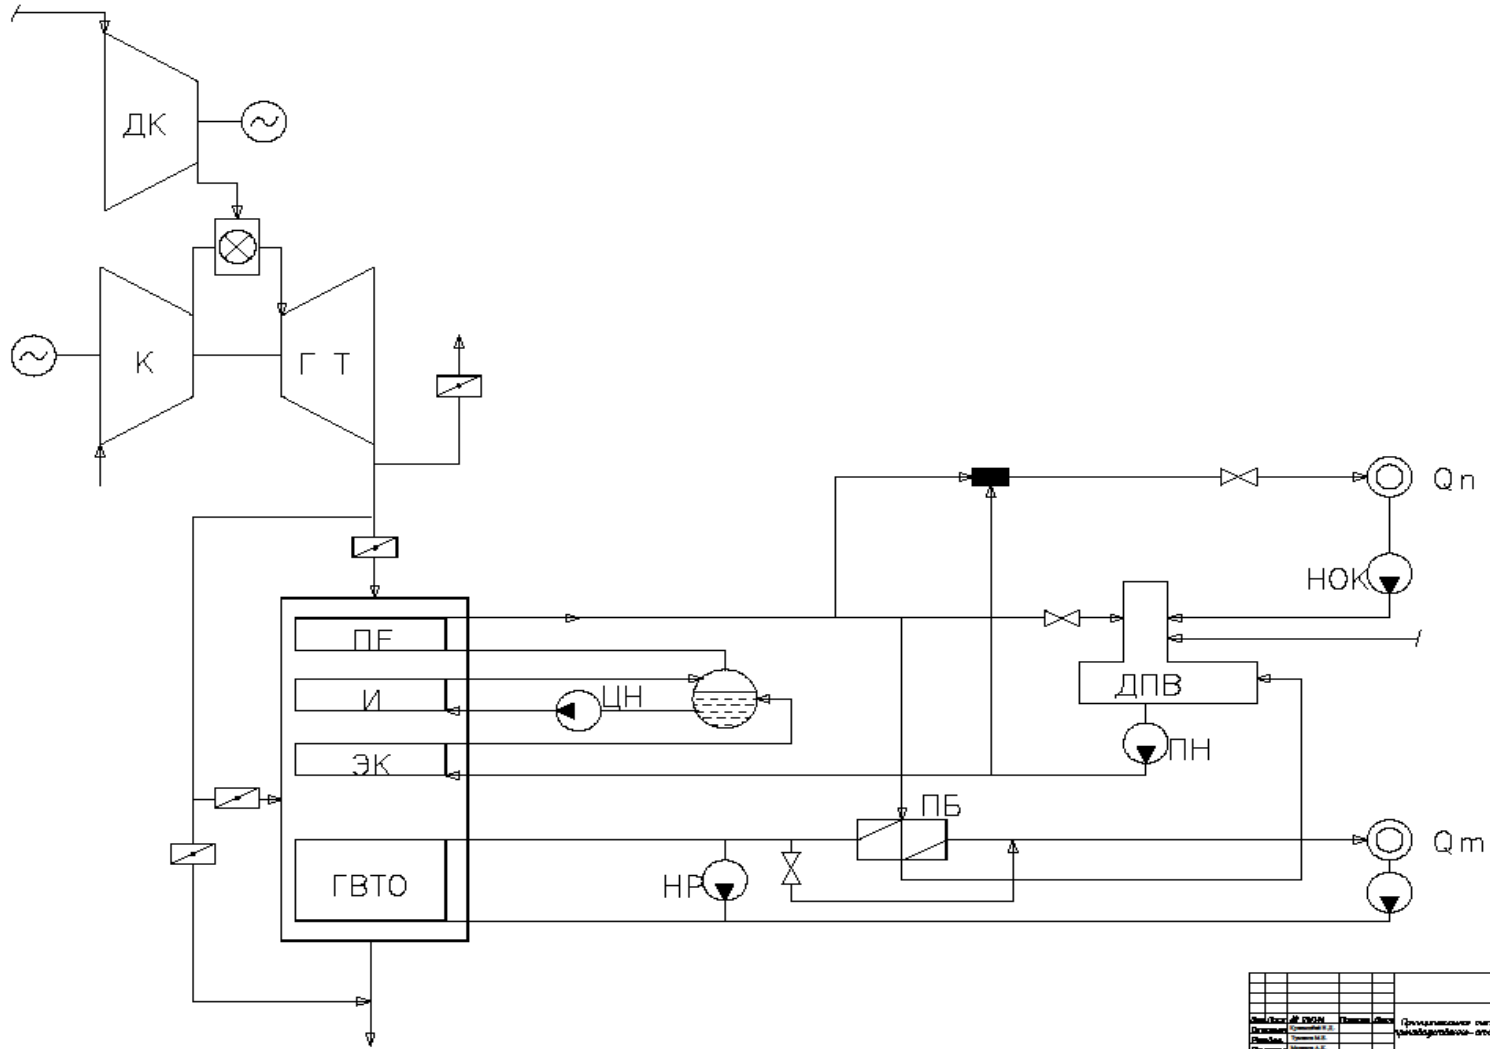 ДК
К
Г Т
Qп
НОК
ПЕ
И
ЦН
ДПВ
ПН
ЭК
ПБ
Qт
ГВТО
НР